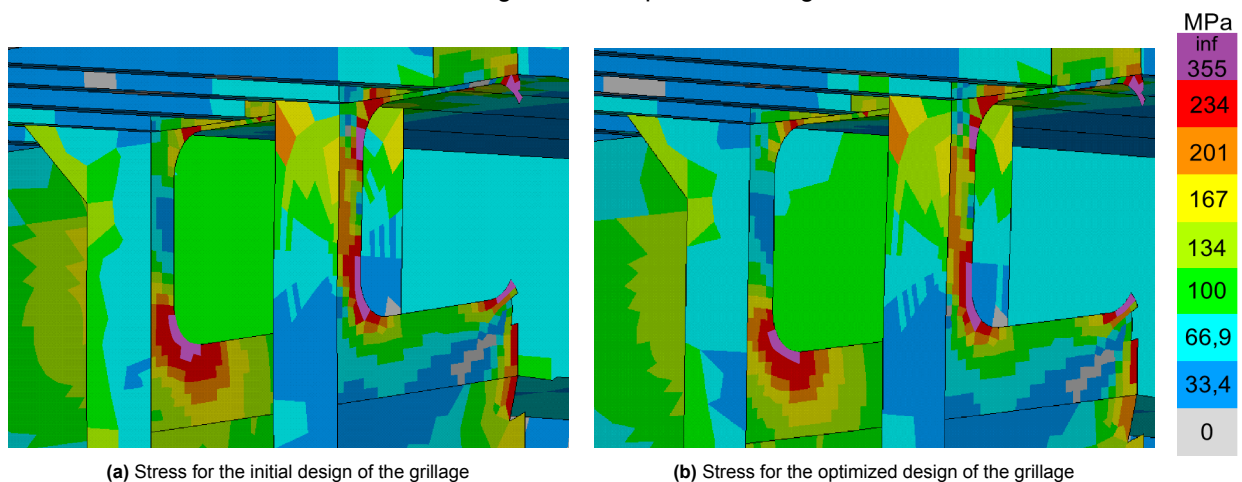 MPa
inf
355
234
201
167
134
100
66,9
33,4
0
(a) Stress for the initial design of the grillage
(b) Stress for the optimized design of the grillage